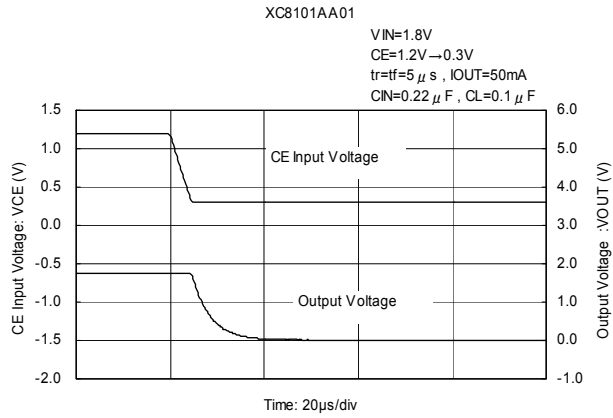 XC8101AA01
VIN=1.8V
CE=1.2V→0.3V
tr=tf=5μs , IOUT=50mA
CIN=0.22μF , CL=0.1μF
CE Input Voltage: VCE (V)
1.5
1.0
0.5
0.0
-0.5
-1.0
-1.5
-2.0
CE Input Voltage
Output Voltage
6.0
5.0
4.0
3.0
2.0
1.0
0.0
-1.0
Output Voltage :VOUT (V)
Time: 20μs/div